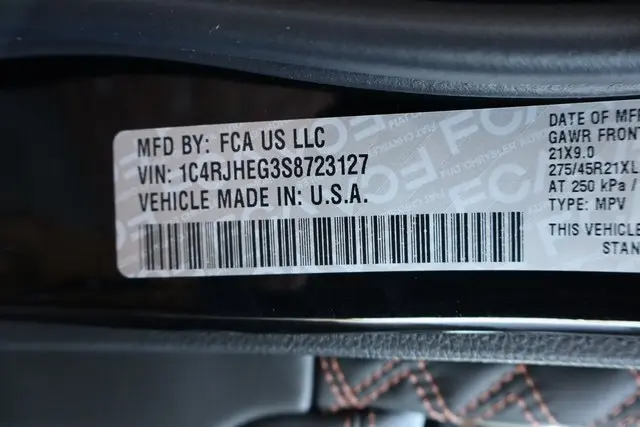 MFD BY: FCA US LLC
VIN: 1C4RJHEG3S8723127
VEHICLE MADE IN: U.S.A.
DATE OF MF
GAWR FRONT
21X9.0
275/45R21XL
AT 250 kPa /
TYPE: MPV
THIS VEHICLE
STAN